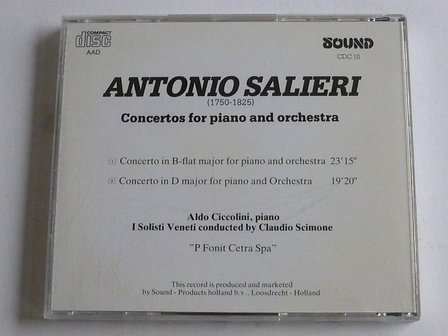 COMPACT
disc
AAD
SOUND
CDC 10
ANTONIO SALIERI
(1750-1825)
Concertos for piano and orchestra
1 Concerto in B-flat major for piano and orchestra 23'15"
2 Concerto in D major for piano and Orchestra 19'20"
Aldo Ciccolini, piano
I Solisti Veneti conducted by Claudio Scimone
"P Fonit Cetra Spa"
This record is produced and marketed
by Sound - Products holland b.v.. Loosdrecht - Holland